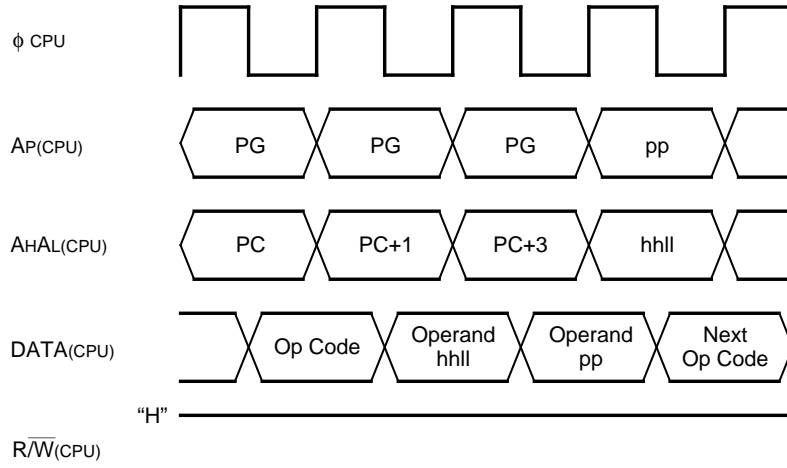 ϕ CPU
AP(CPU) PG PG PG pp
AHAL(CPU) PC PC+1 PC+3 hhll
DATA(CPU) Op Code Operand hhll Operand pp Next Op Code
“H”
R/W̅(CPU)